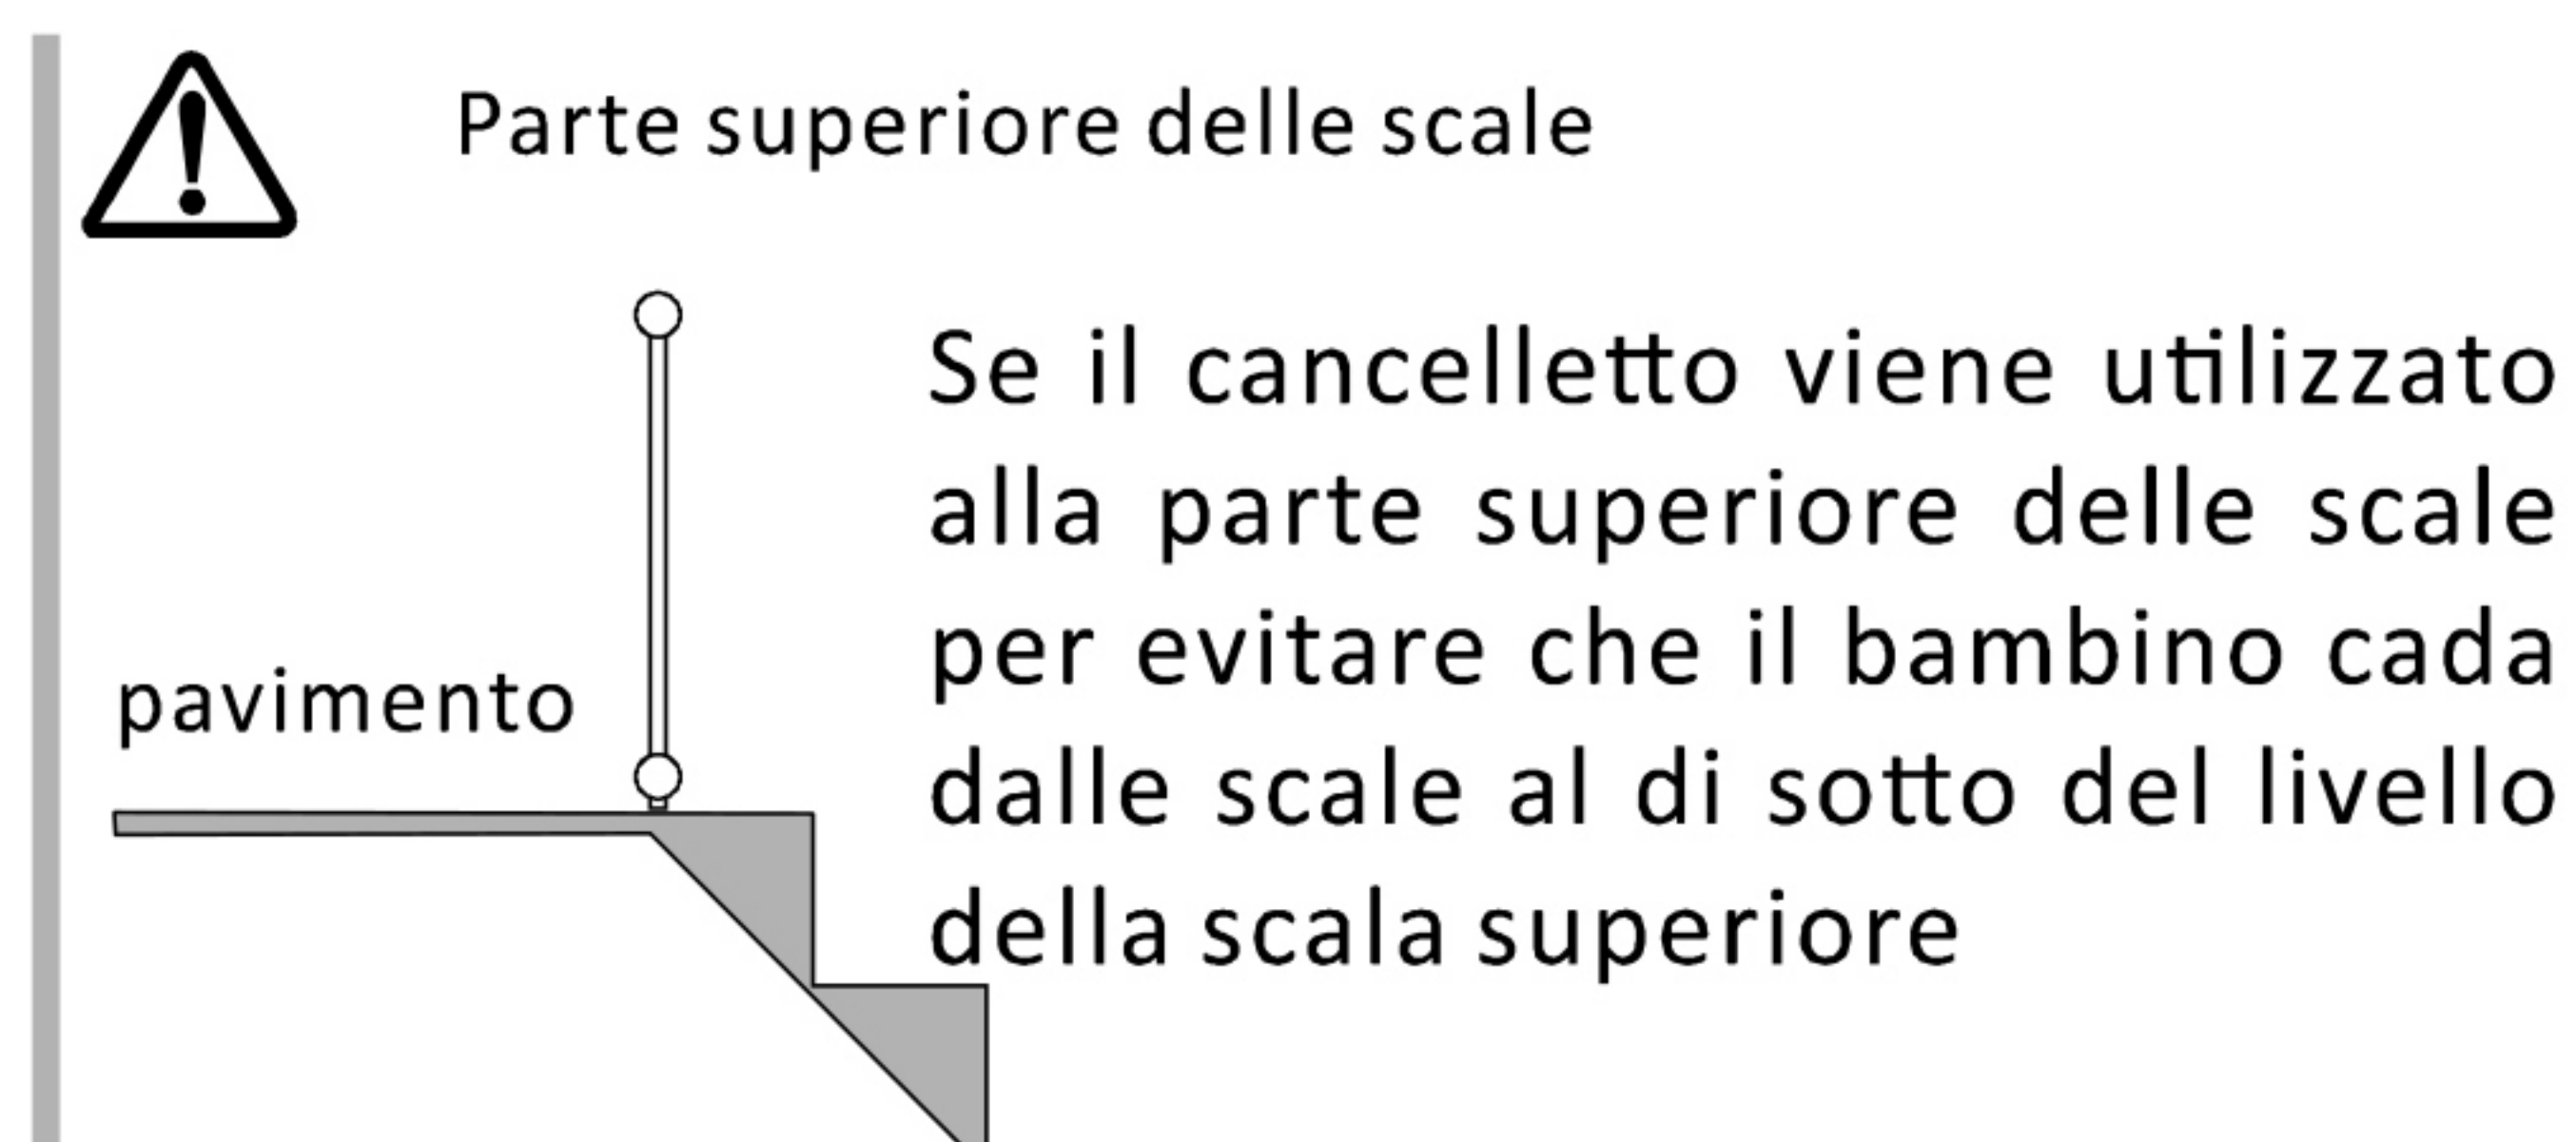 Parte superiore delle scale
Se il cancelletto viene utilizzato
alla parte superiore delle scale
per evitare che il bambino cada
pavimento
dalle scale al di sotto del livello
della scala superiore